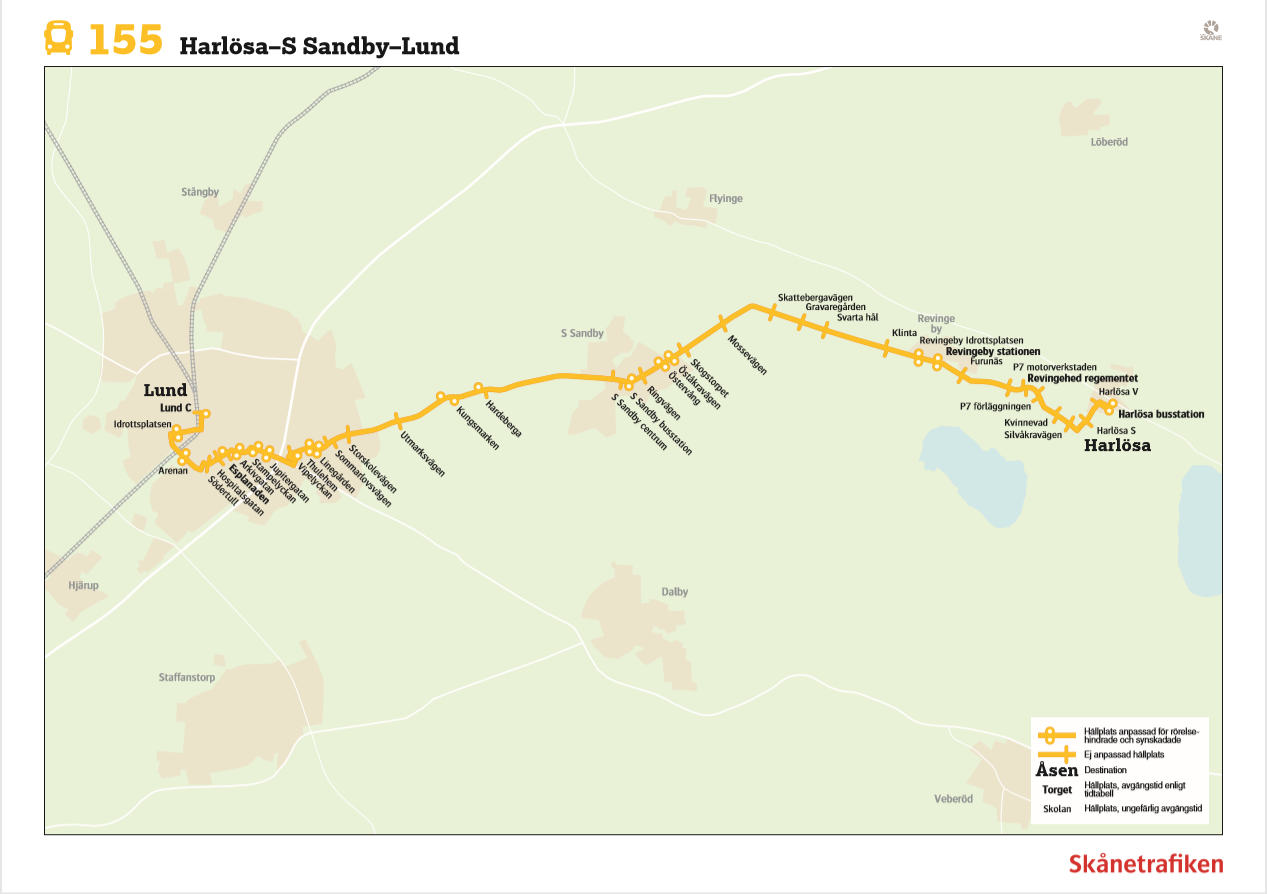 155 Harlösa–S Sandby–Lund
SKÅNE
Löberöd
Stångby
Flyinge
Skattebergavägen
Gravaregården
Svarta hål
Revinge
by
S Sandby
Klinta
Revingeby Idrottsplatsen
Revingeby stationen
Furunäs
P7 motorverkstaden
Revingehed regementet
Harlösa V
P7 förläggningen
Harlösa busstation
Kvinnevad
Silvåkravägen
Harlösa S
Harlösa
Mossevägen
Skogstorpet
Öståkravägen
Östervång
Ringvägen
S Sandby busstation
S Sandby centrum
Hardeberga
Kungsmarken
Utmarksvägen
Storskolevägen
Sommarlovsvägen
Linegården
Thulehem
Vipelyckan
Jupitergatan
Stampelyckan
Arkivgatan
Esplanaden
Hospitalsgatan
Södertull
Lund
Lund C
Idrottsplatsen
Arenan
Hjärup
Dalby
Staffanstorp
Veberöd
Hållplats anpassad för rörelse-
hindrade och synskadade
Ej anpassad hållplats
Åsen Destination
Torget Hållplats, avgångstid enligt
tidtabell
Skolan Hållplats, ungefärlig avgångstid
Skånetrafiken